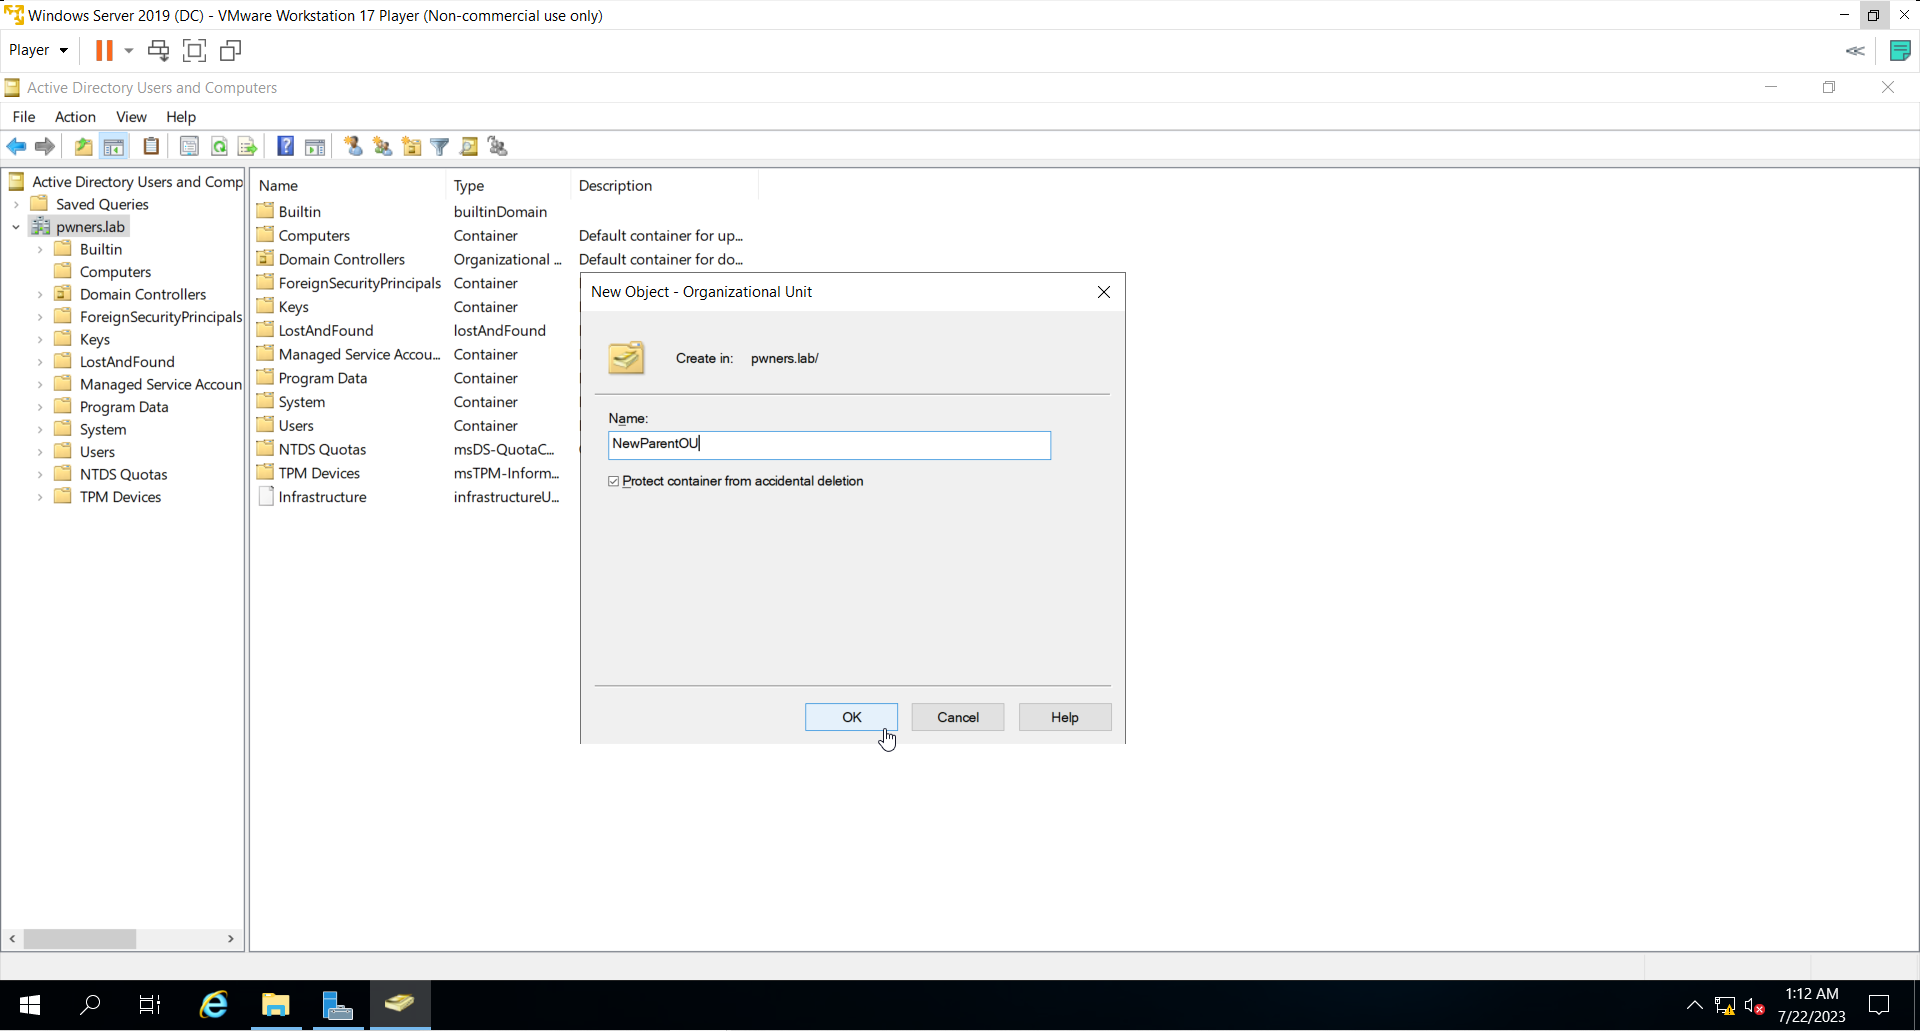 Windows Server 2019 (DC) - VMware Workstation 17 Player (Non-commercial use only)
Player
Active Directory Users and Computers
File Action View Help
Active Directory Users and Comp
Saved Queries
pwners.lab
Builtin
Computers
Domain Controllers
ForeignSecurityPrincipals
Keys
LostAndFound
Managed Service Accoun
Program Data
System
Users
NTDS Quotas
TPM Devices
Name Type Description
Builtin builtinDomain
Computers Container Default container for up...
Domain Controllers Organizational ... Default container for do...
ForeignSecurityPrincipals Container
Keys Container
LostAndFound lostAndFound
Managed Service Accou... Container
Program Data Container
System Container
Users Container
NTDS Quotas msDS-QuotaC...
TPM Devices msTPM-Inform...
Infrastructure infrastructureU...
New Object - Organizational Unit
Create in: pwners.lab/
Name:
NewParentOU
Protect container from accidental deletion
OK Cancel Help
1:12 AM
7/22/2023